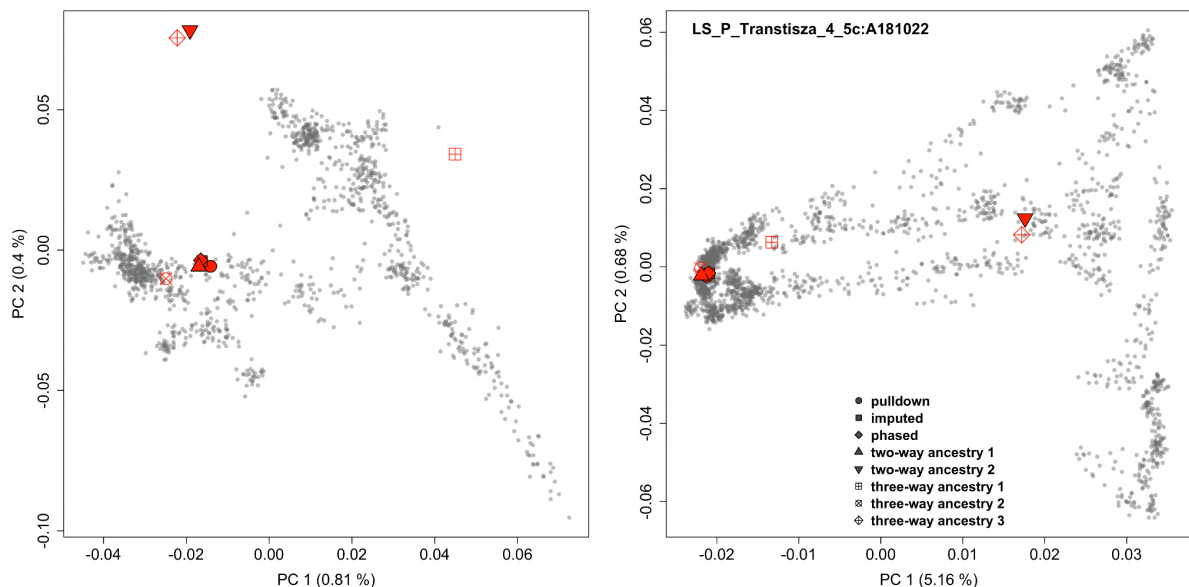 LS_P_Transtisza_4_5c:A181022
0.05
0.00
-0.05
-0.10
PC 2 (0.4 %)
-0.04
-0.02
0.00
0.02
0.04
0.06
PC 1 (0.81 %)
0.06
0.04
0.02
0.00
-0.02
-0.04
-0.06
PC 2 (0.68 %)
pulldown
imputed
phased
two-way ancestry 1
two-way ancestry 2
three-way ancestry 1
three-way ancestry 2
three-way ancestry 3
-0.02
-0.01
0.00
0.01
0.02
0.03
PC 1 (5.16 %)